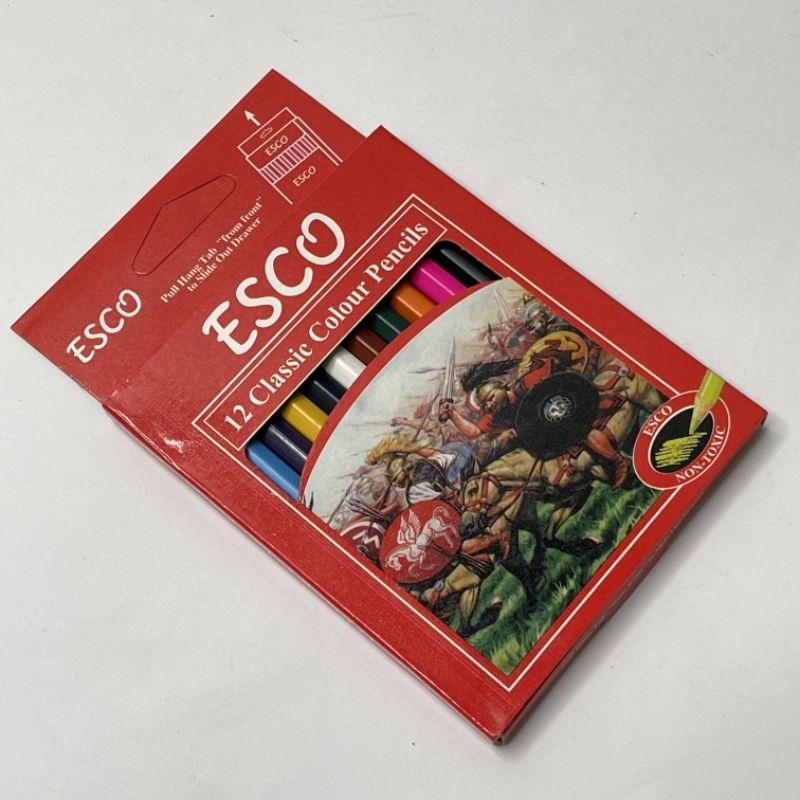 ESCO
ESCO
ESCO
Pull Hang Tab "from front"
to Slide Out Drawer
ESCO
12 Classic Colour Pencils
ESCO
NON-TOXIC